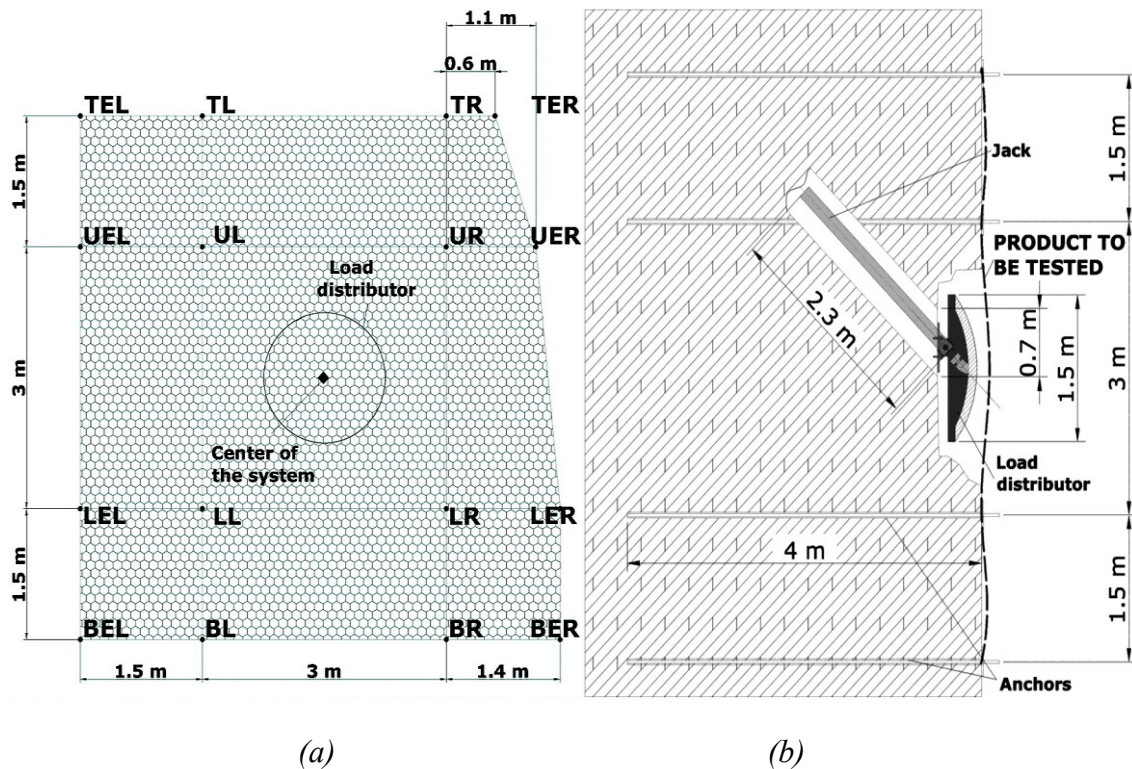 1.1 m
0.6 m
TEL
TL
TR
TER
1.5 m
UEL
UL
UR
UER
Load
distributor
3 m
Center of
the system
LEL
LL
LR
LER
1.5 m
BEL
BL
BR
BER
1.5 m
3 m
1.4 m
(a)
Jack
1.5 m
PRODUCT TO
BE TESTED
2.3 m
0.7 m
1.5 m
3 m
Load
distributor
4 m
1.5 m
Anchors
(b)